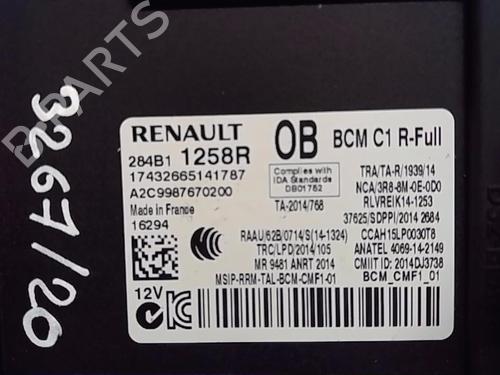 B-PARTS
3267/20
RENAULT
284B1 1258R
17432665141787
A2C9987670200
Made in France
16294
OB
BCM C1 R-Full
Complies with
IDA Standards
DB01752
TA-2014/768
TRA/TA-R/1939/14
NCA/3R8-8M-0E-0D0
RLVREIK14-1253
37625/SDPPI/2014 2684
RAAU/62B/0714/S(14-1324)
CCAH15LP0030T8
TRC/LPD/2014/105
ANATEL 4069-14-2149
MR 9481 ANRT 2014
CMIIT ID: 2014DJ3738
MSIP-RRM-TAL-BCM-CMF1-01
BCM_CMF1_01
12V